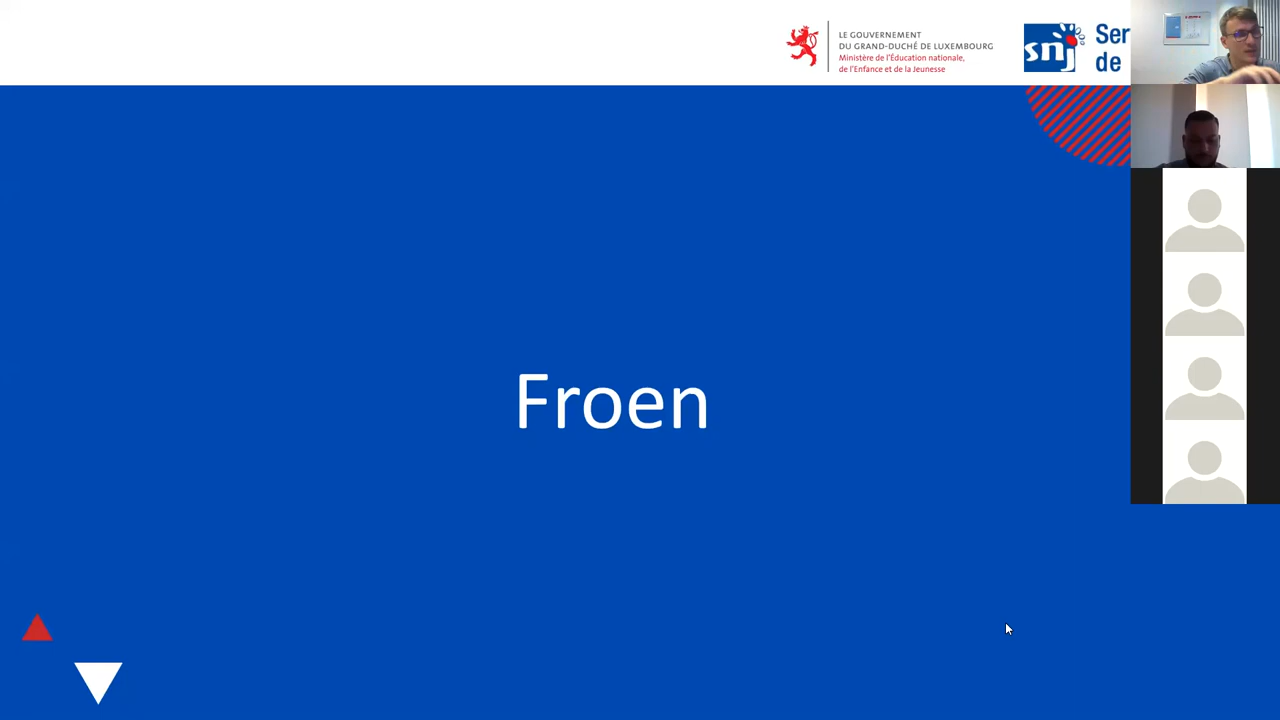 LE GOUVERNEMENT
DU GRAND-DUCHÉ DE LUXEMBOURG
Ministère de l'Éducation nationale,
de l'Enfance et de la Jeunesse
snj
Ser
de
Froen